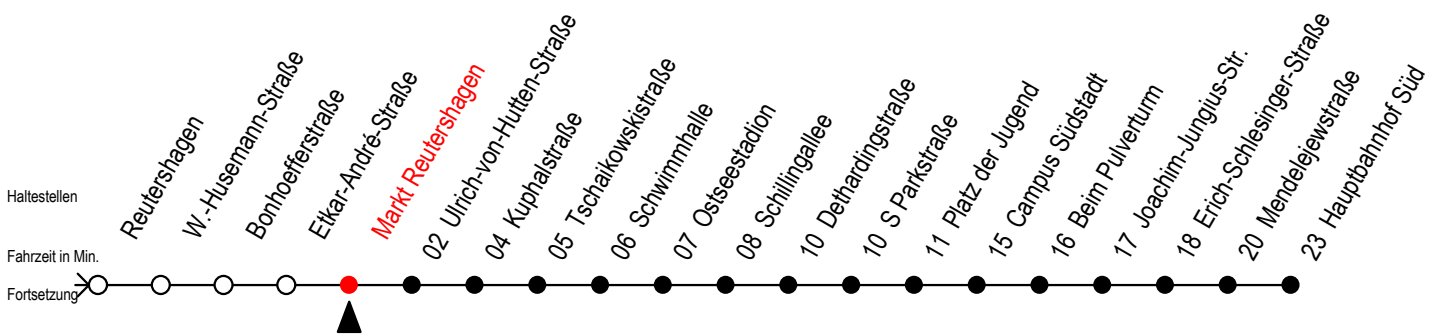 Haltestellen
Fahrzeit in Min.
Fortsetzung
Reutershagen
W.-Husemann-Straße
Bonhoefferstraße
Etkar-André-Straße
Markt Reutershagen
02 Ulrich-von-Hutten-Straße
04 Kuphalstraße
05 Tschaikowskistraße
06 Schwimmhalle
07 Ostseestadion
08 Schillingallee
10 Dethardingstraße
10 S Parkstraße
11 Platz der Jugend
15 Campus Südstadt
16 Beim Pulverturm
17 Joachim-Jungius-Str.
18 Erich-Schlesinger-Straße
20 Mendelejewstraße
23 Hauptbahnhof Süd